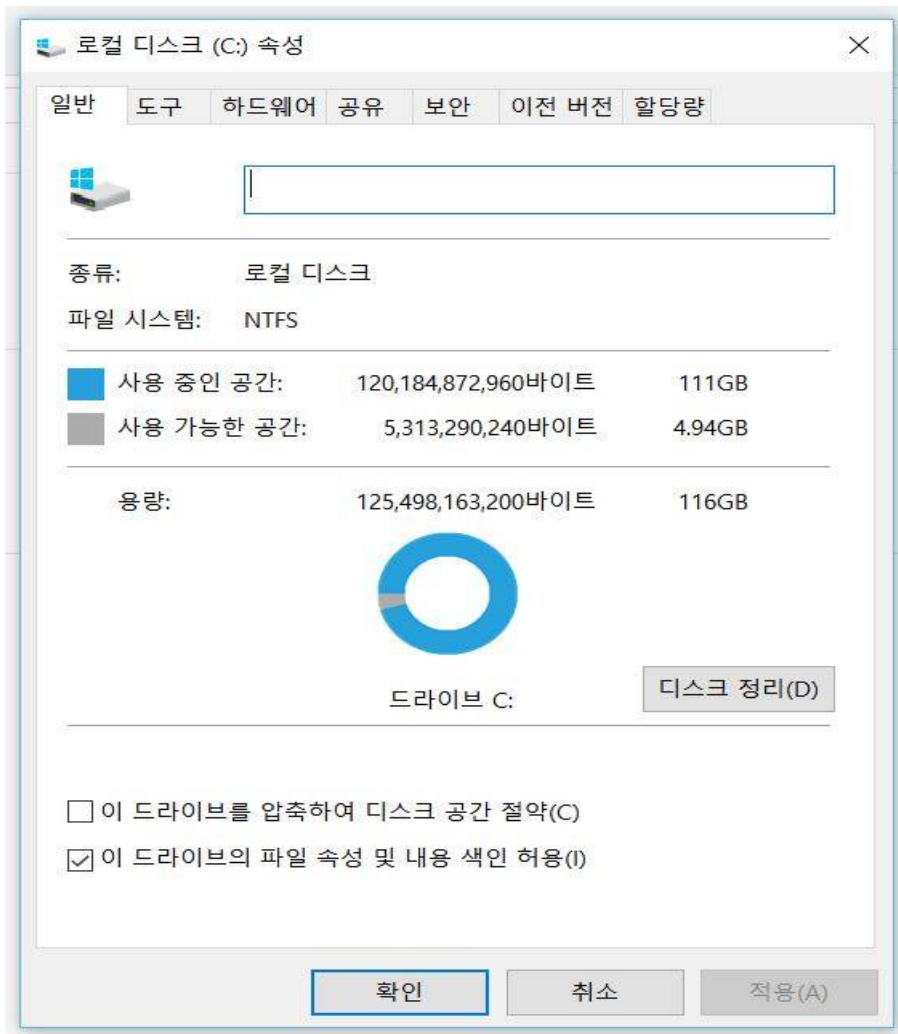 로컬 디스크 (C:) 속성
일반 도구 하드웨어 공유 보안 이전 버전 할당량
종류: 로컬 디스크
파일 시스템: NTFS
사용 중인 공간: 120,184,872,960바이트 111GB
사용 가능한 공간: 5,313,290,240바이트 4.94GB
용량: 125,498,163,200바이트 116GB
드라이브 C:
디스크 정리(D)
이 드라이브를 압축하여 디스크 공간 절약(C)
이 드라이브의 파일 속성 및 내용 색인 허용(I)
확인 취소 적용(A)